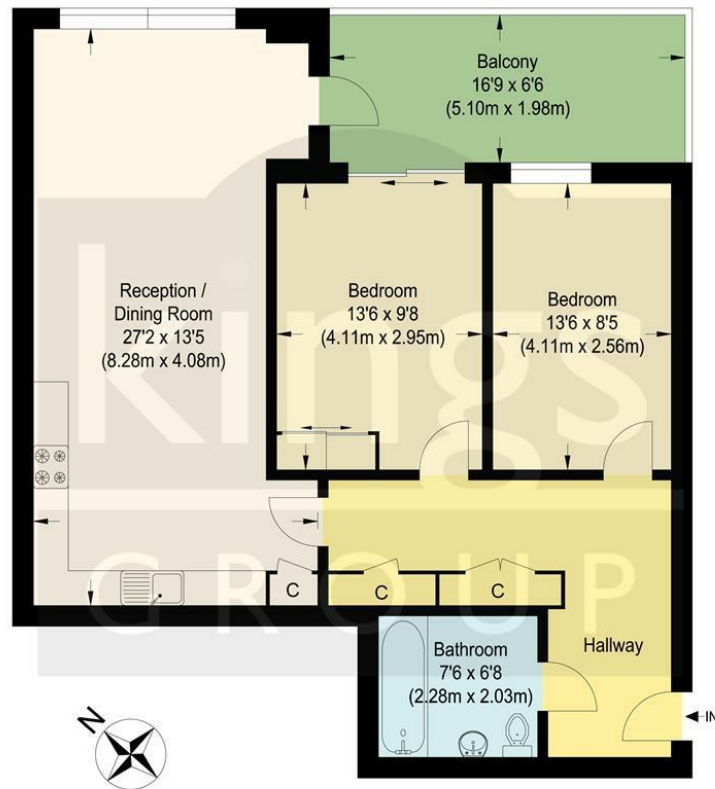 Balcony
16'9 x 6'6
(5.10m x 1.98m)
Reception /
Dining Room
27'2 x 13'5
(8.28m x 4.08m)
Bedroom
13'6 x 9'8
(4.11m x 2.95m)
Bedroom
13'6 x 8'5
(4.11m x 2.56m)
kings
GROUP
C
C
C
Hallway
Bathroom
7'6 x 6'8
(2.28m x 2.03m)
IN
N